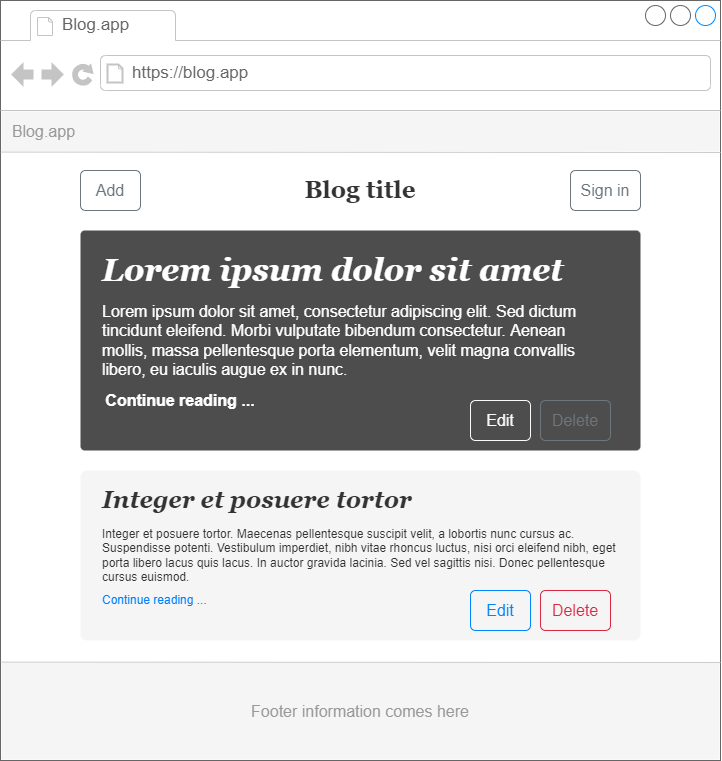 Blog.app
https://blog.app
Blog.app
Add
Blog title
Sign in
Lorem ipsum dolor sit amet
Lorem ipsum dolor sit amet, consectetur adipiscing elit. Sed dictum
tincidunt eleifend. Morbi vulputate bibendum consectetur. Aenean
mollis, massa pellentesque porta elementum, velit magna convallis
libero, eu iaculis augue ex in nunc.
Continue reading ...
Edit
Delete
Integer et posuere tortor
Integer et posuere tortor. Maecenas pellentesque suscipit velit, a lobortis nunc cursus ac.
Suspendisse potenti. Vestibulum imperdiet, nibh vitae rhoncus luctus, nisi orci eleifend nibh, eget
porta libero lacus quis lacus. In auctor gravida lacinia. Sed vel sagittis nisi. Donec pellentesque
cursus euismod.
Continue reading ...
Edit
Delete
Footer information comes here